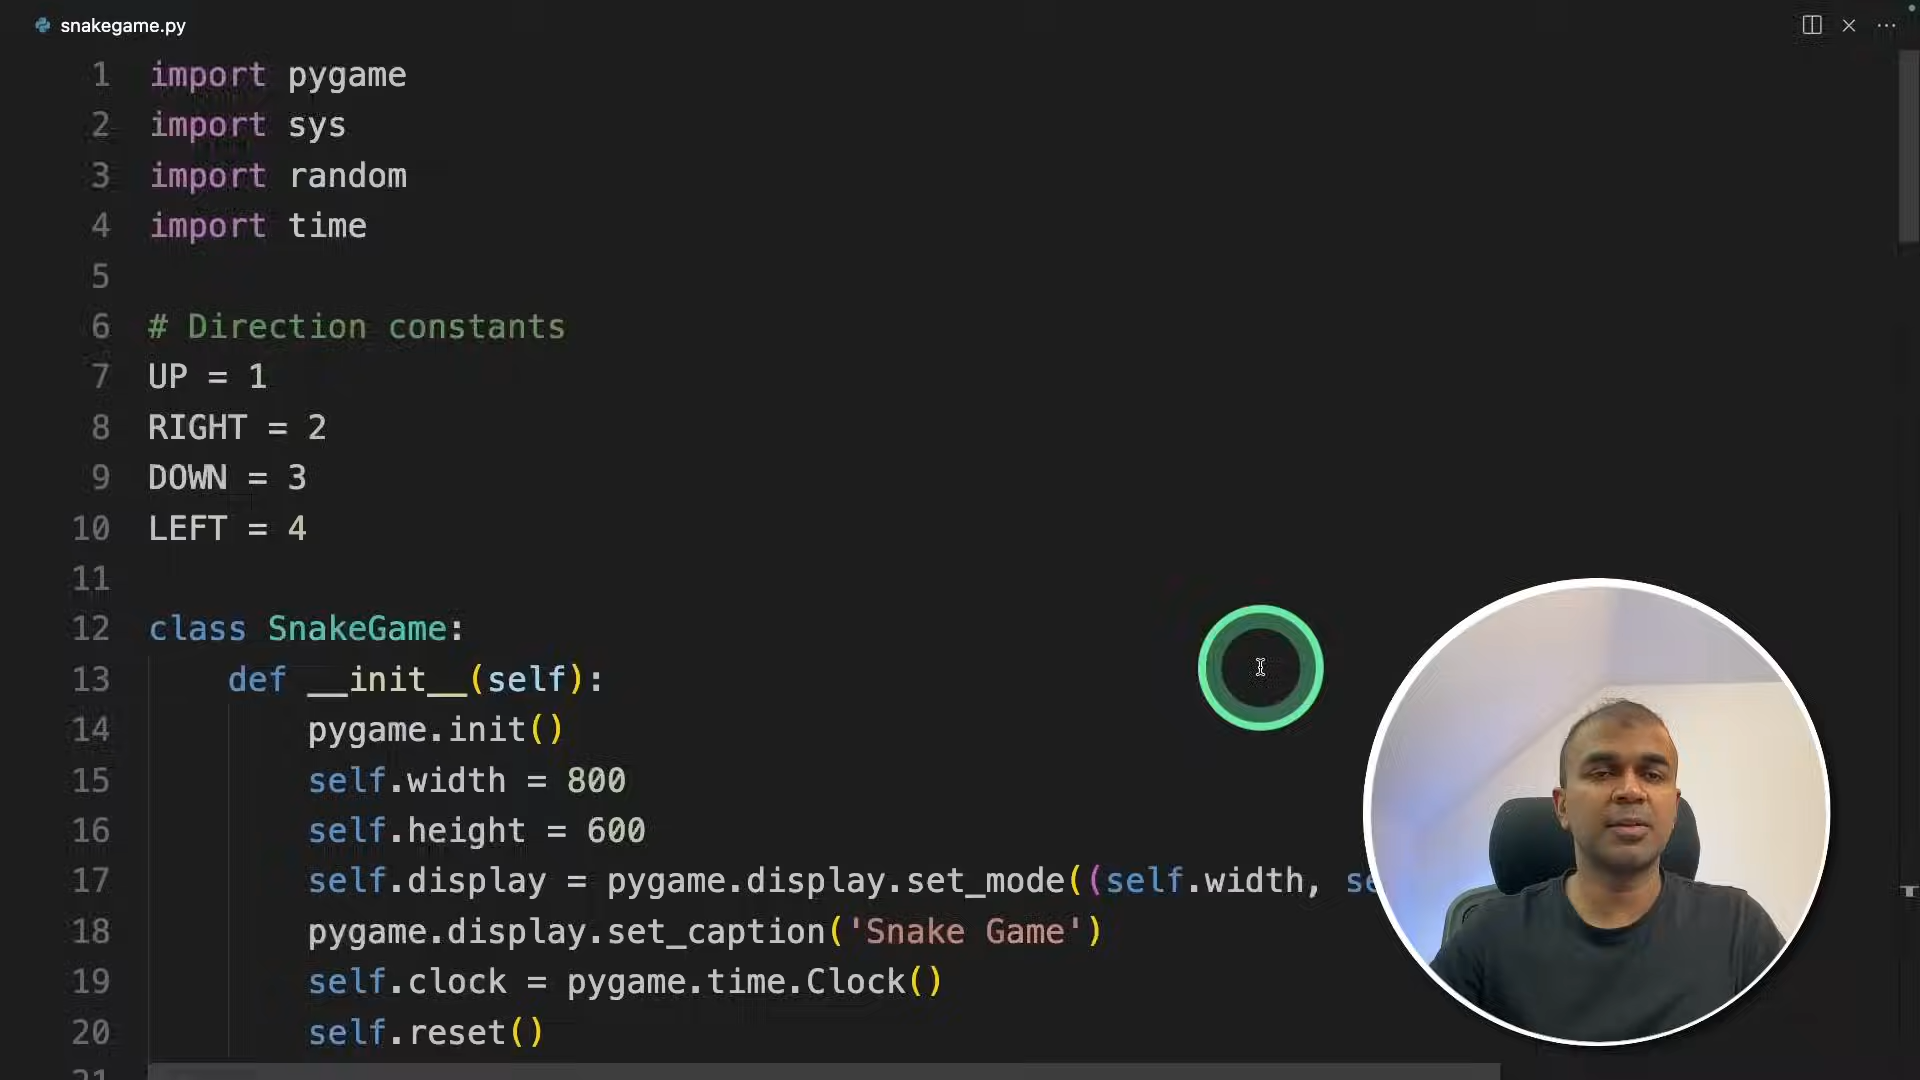 snakegame.py
1 import pygame
2 import sys
3 import random
4 import time
5
6 # Direction constants
7 UP = 1
8 RIGHT = 2
9 DOWN = 3
10 LEFT = 4
11
12 class SnakeGame:
13 def __init__(self):
14 pygame.init()
15 self.width = 800
16 self.height = 600
17 self.display = pygame.display.set_mode((self.width, se
18 pygame.display.set_caption('Snake Game')
19 self.clock = pygame.time.Clock()
20 self.reset()